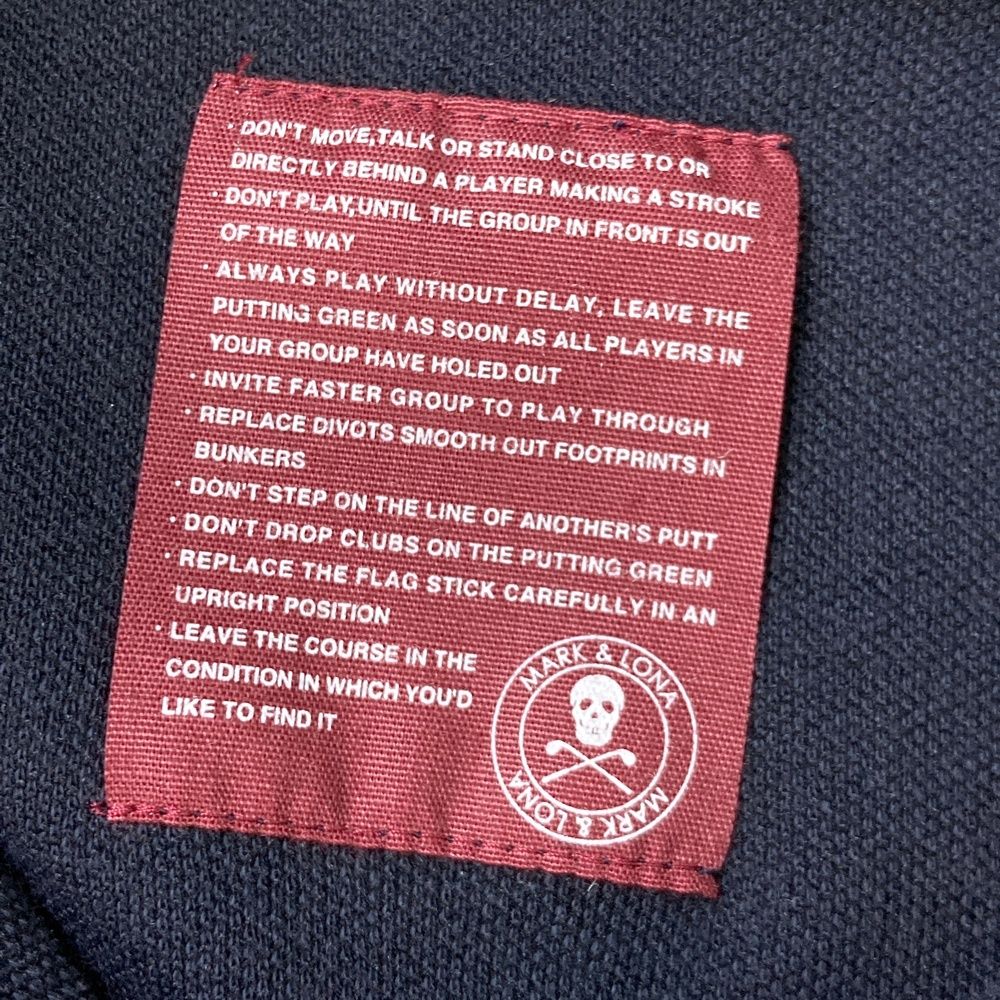 · DON'T MOVE,TALK OR STAND CLOSE TO OR
DIRECTLY BEHIND A PLAYER MAKING A STROKE
· DON'T PLAY,UNTIL THE GROUP IN FRONT IS OUT
OF THE WAY
· ALWAYS PLAY WITHOUT DELAY, LEAVE THE
PUTTING GREEN AS SOON AS ALL PLAYERS IN
YOUR GROUP HAVE HOLED OUT
· INVITE FASTER GROUP TO PLAY THROUGH
· REPLACE DIVOTS SMOOTH OUT FOOTPRINTS IN
BUNKERS
· DON'T STEP ON THE LINE OF ANOTHER'S PUTT
· DON'T DROP CLUBS ON THE PUTTING GREEN
· REPLACE THE FLAG STICK CAREFULLY IN AN
UPRIGHT POSITION
· LEAVE THE COURSE IN THE
CONDITION IN WHICH YOU'D
LIKE TO FIND IT
MARK & LONA
MARK & LONA